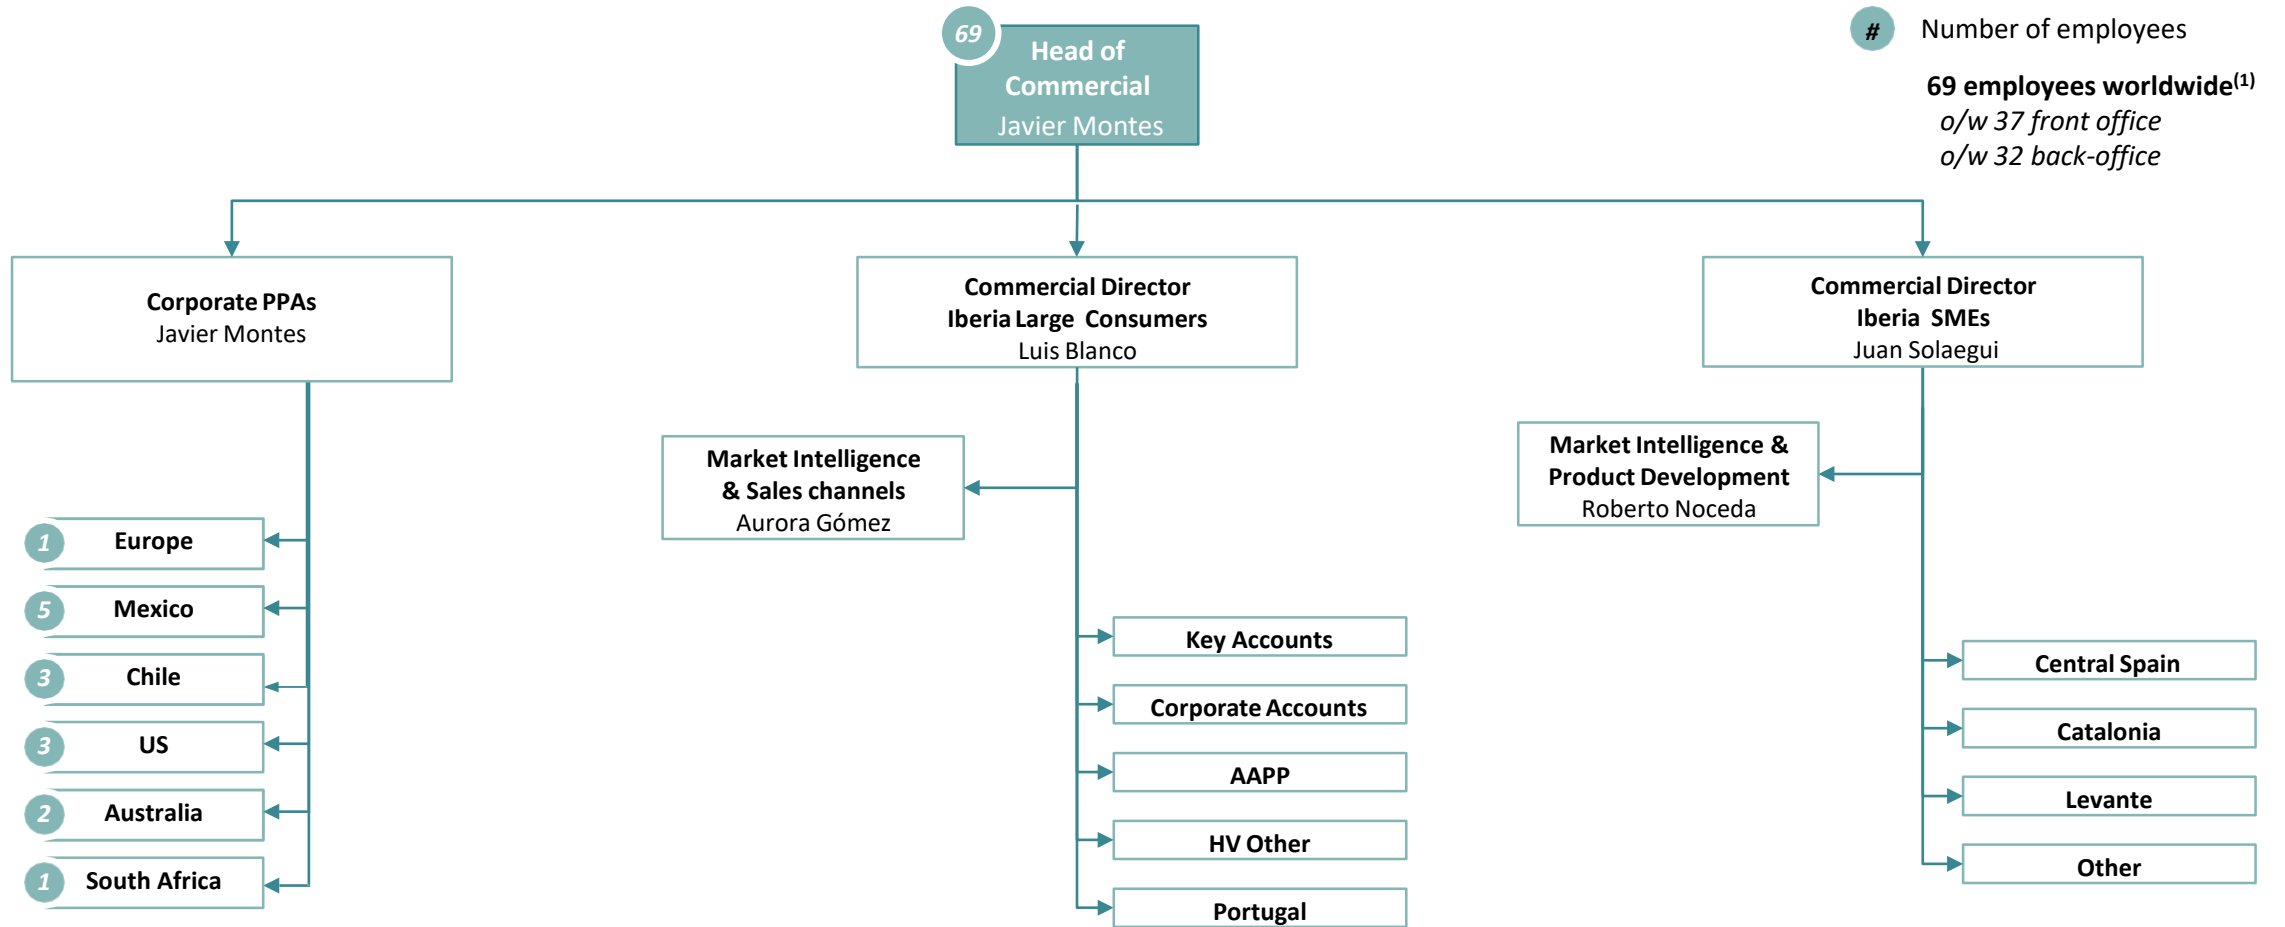 69
Head of
Commercial
Javier Montes
# Number of employees
69 employees worldwide(1)
o/w 37 front office
o/w 32 back-office
Corporate PPAs
Javier Montes
Commercial Director
Iberia Large Consumers
Luis Blanco
Commercial Director
Iberia SMEs
Juan Solaegui
Market Intelligence
& Sales channels
Aurora Gómez
Market Intelligence &
Product Development
Roberto Noceda
1 Europe
5 Mexico
3 Chile
3 US
2 Australia
1 South Africa
Key Accounts
Corporate Accounts
AAPP
HV Other
Portugal
Central Spain
Catalonia
Levante
Other